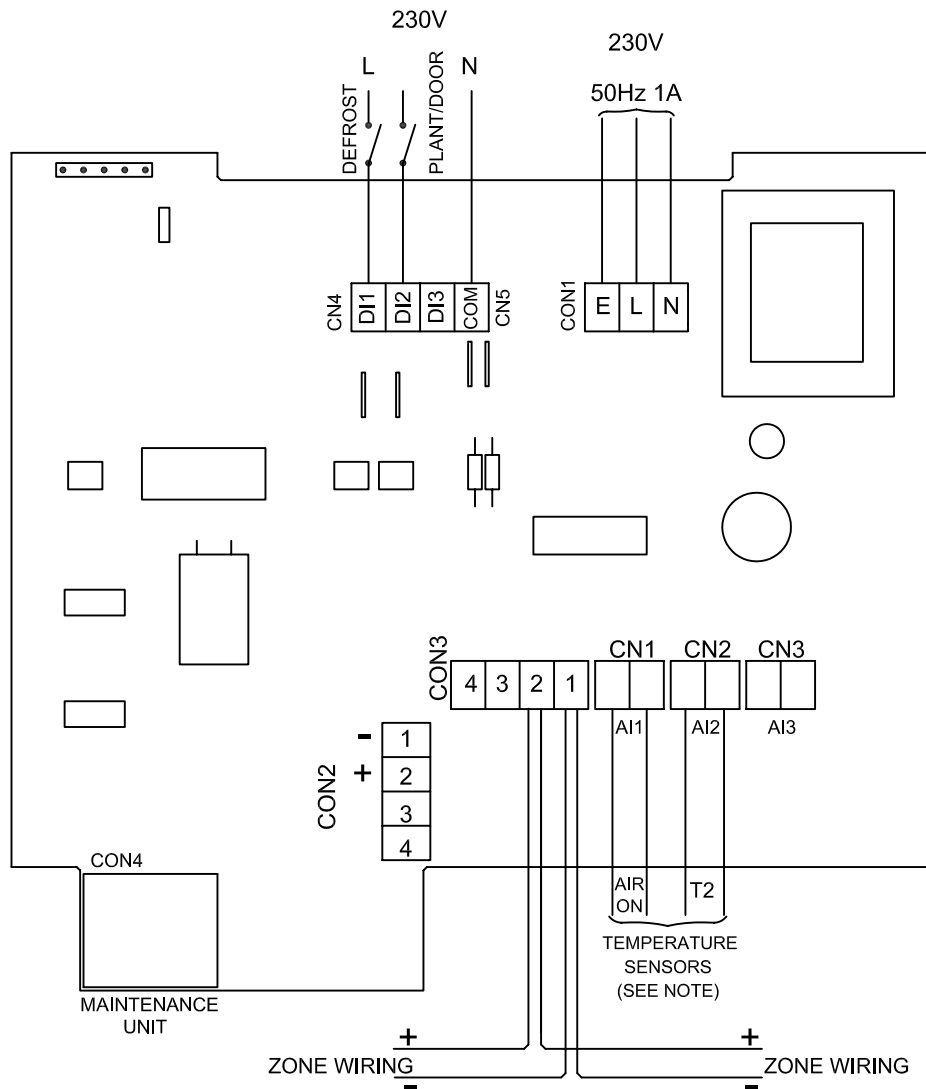 230V
230V
L
N
50Hz 1A
DEFROST
PLANT/DOOR
CN4
DI1
DI2
DI3
COM
CN5
CON1
E
L
N
CON3
4
3
2
1
CN1
CN2
CN3
AI1
AI2
AI3
CON2
-
+
1
2
3
4
CON4
AIR
ON
T2
TEMPERATURE
SENSORS
(SEE NOTE)
MAINTENANCE
UNIT
+
+
ZONE WIRING
ZONE WIRING
-
-